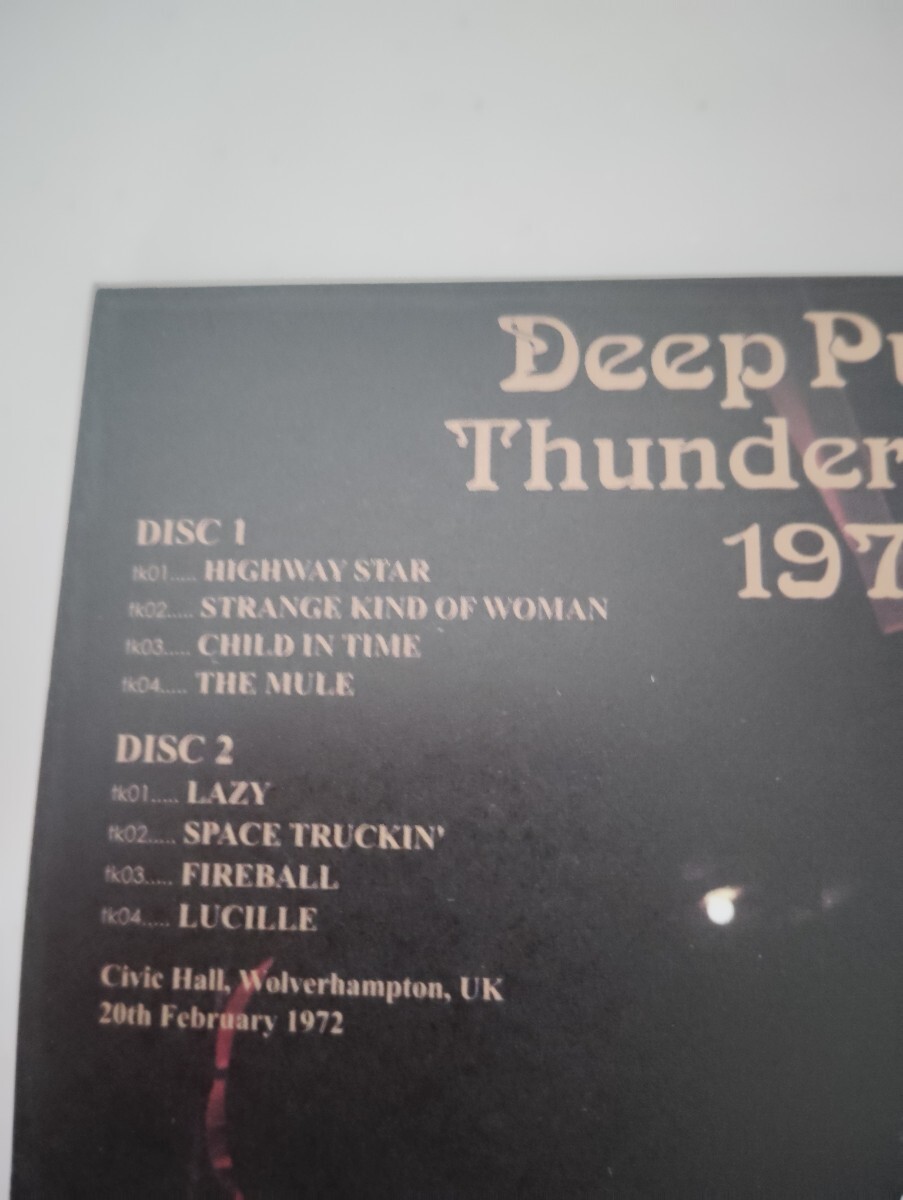 Deep Pu
Thunder
197
DISC 1
tk01..... HIGHWAY STAR
tk02..... STRANGE KIND OF WOMAN
tk03..... CHILD IN TIME
tk04..... THE MULE
DISC 2
tk01..... LAZY
tk02..... SPACE TRUCKIN'
tk03..... FIREBALL
tk04..... LUCILLE
Civic Hall, Wolverhampton, UK
20th February 1972